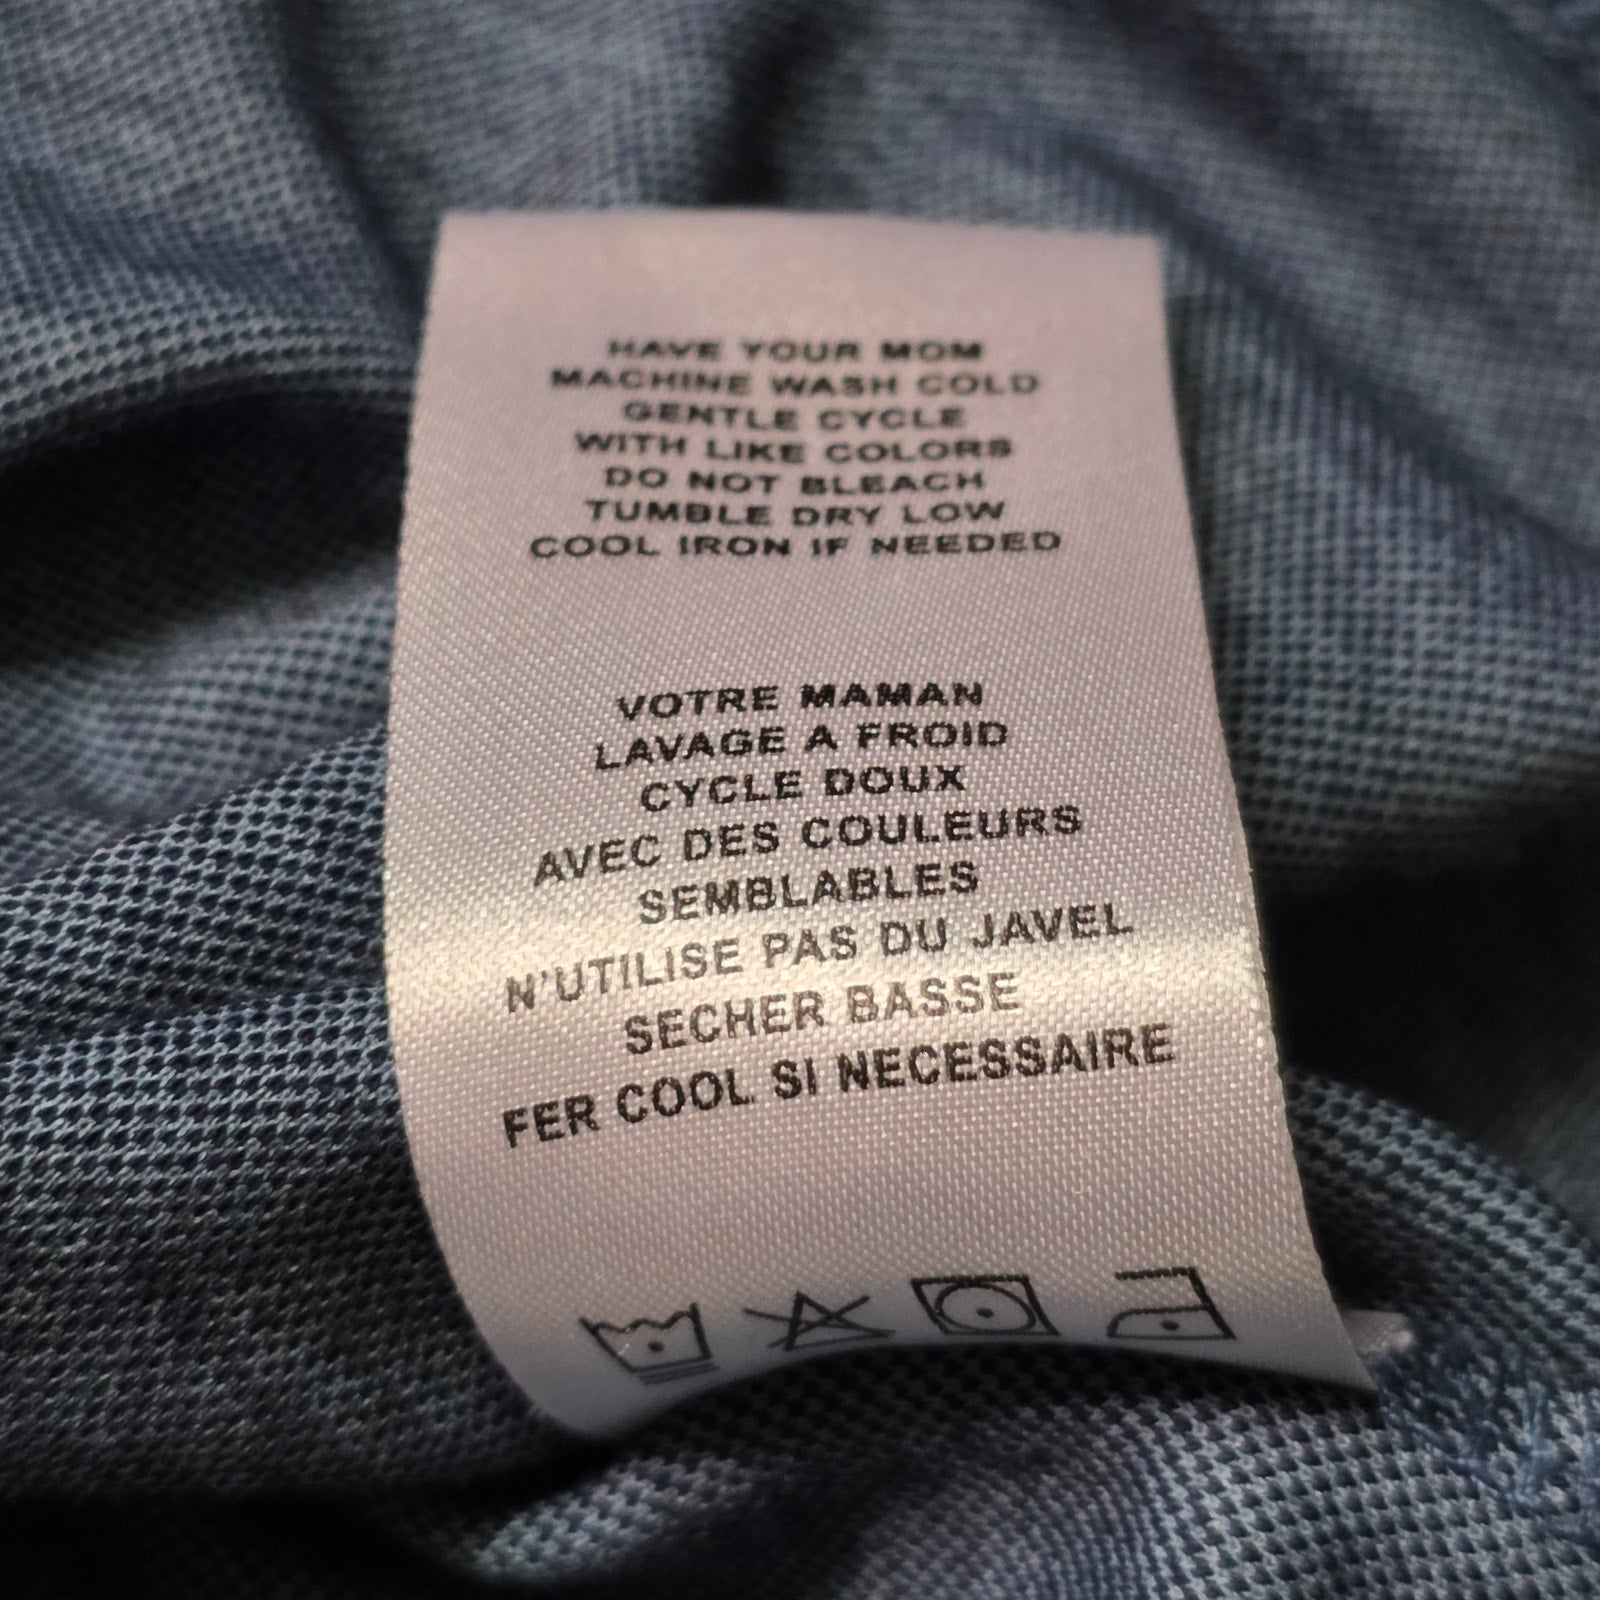 HAVE YOUR MOM
MACHINE WASH COLD
GENTLE CYCLE
WITH LIKE COLORS
DO NOT BLEACH
TUMBLE DRY LOW
COOL IRON IF NEEDED
VOTRE MAMAN
LAVAGE A FROID
CYCLE DOUX
AVEC DES COULEURS
SEMBLABLES
N'UTILISE PAS DU JAVEL
SECHER BASSE
FER COOL SI NECESSAIRE